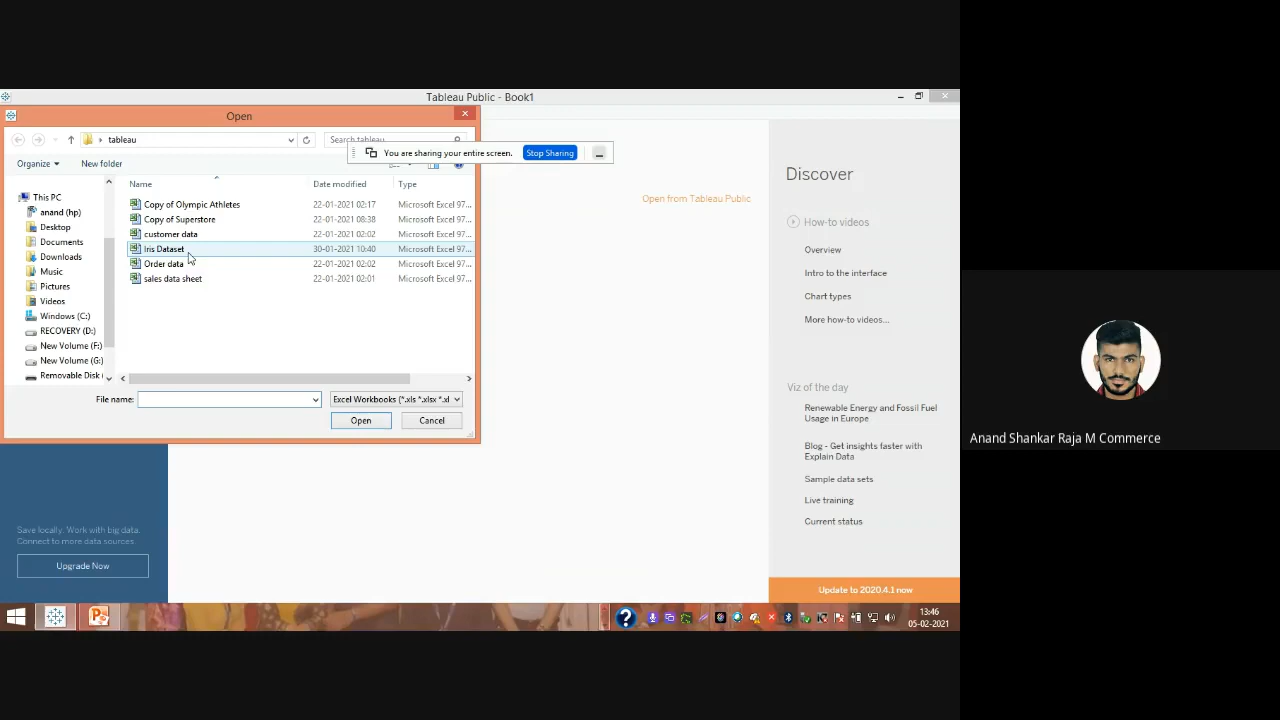 Tableau Public - Book1
Open
tableau
Search tableau
You are sharing your entire screen.
Stop Sharing
Organize
New folder
Name
Date modified
Type
This PC
anand (hp)
Desktop
Documents
Downloads
Music
Pictures
Videos
Windows (C:)
RECOVERY (D:)
New Volume (F:)
New Volume (G:)
Removable Disk (
Copy of Olympic Athletes 22-01-2021 02:17 Microsoft Excel 97...
Copy of Superstore 22-01-2021 08:38 Microsoft Excel 97...
customer data 22-01-2021 02:02 Microsoft Excel 97...
Iris Dataset 30-01-2021 10:40 Microsoft Excel 97...
Order data 22-01-2021 02:02 Microsoft Excel 97...
sales data sheet 22-01-2021 02:01 Microsoft Excel 97...
File name:
Excel Workbooks (*.xls *.xlsx *.xl
Open
Cancel
Open from Tableau Public
Discover
How-to videos
Overview
Intro to the interface
Chart types
More how-to videos...
Viz of the day
Renewable Energy and Fossil Fuel
Usage in Europe
Blog - Get insights faster with
Explain Data
Sample data sets
Live training
Current status
Update to 2020.4.1 now
Save locally. Work with big data.
Connect to more data sources.
Upgrade Now
13:46
05-02-2021
Anand Shankar Raja M Commerce